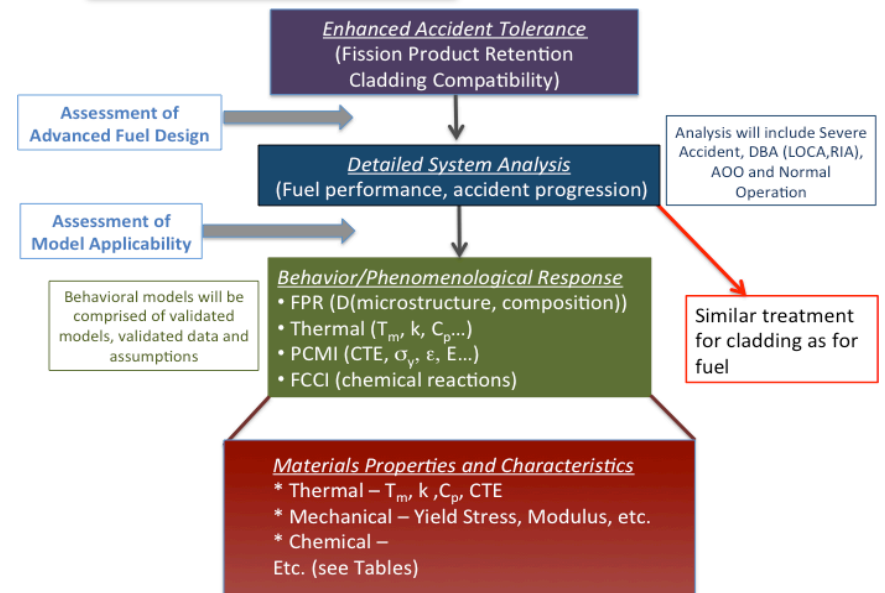 Enhanced Accident Tolerance
(Fission Product Retention
Cladding Compatibility)
Assessment of
Advanced Fuel Design
Analysis will include Severe
Accident, DBA (LOCA,RIA),
AOO and Normal
Operation
Detailed System Analysis
(Fuel performance, accident progression)
Assessment of
Model Applicability
Behavior/Phenomenological Response
• FPR (D(microstructure, composition))
• Thermal (Tm, k, Cp...)
• PCMI (CTE, σy, ε, E...)
• FCCI (chemical reactions)
Behavioral models will be
comprised of validated
models, validated data and
assumptions
Similar treatment
for cladding as for
fuel
Materials Properties and Characteristics
* Thermal – Tm, k ,Cp, CTE
* Mechanical – Yield Stress, Modulus, etc.
* Chemical –
Etc. (see Tables)